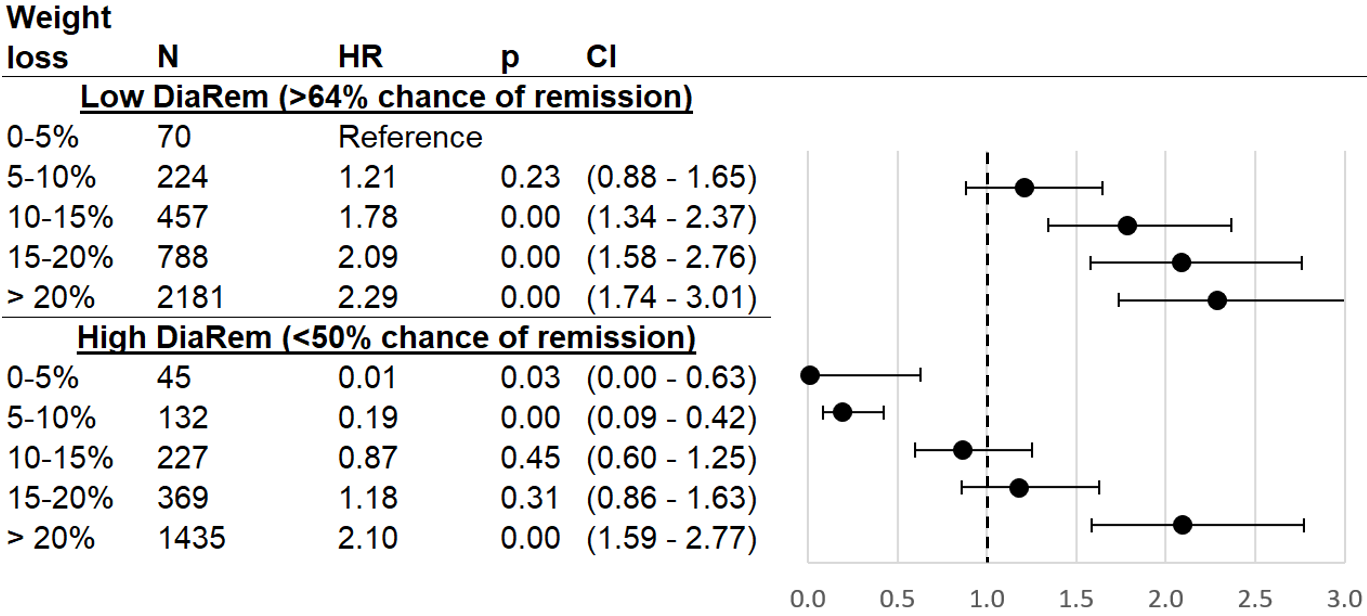 Weight
loss N HR p CI
Low DiaRem (>64% chance of remission)
0-5% 70 Reference
5-10% 224 1.21 0.23 (0.88 - 1.65)
10-15% 457 1.78 0.00 (1.34 - 2.37)
15-20% 788 2.09 0.00 (1.58 - 2.76)
> 20% 2181 2.29 0.00 (1.74 - 3.01)
High DiaRem (<50% chance of remission)
0-5% 45 0.01 0.03 (0.00 - 0.63)
5-10% 132 0.19 0.00 (0.09 - 0.42)
10-15% 227 0.87 0.45 (0.60 - 1.25)
15-20% 369 1.18 0.31 (0.86 - 1.63)
> 20% 1435 2.10 0.00 (1.59 - 2.77)
0.0 0.5 1.0 1.5 2.0 2.5 3.0